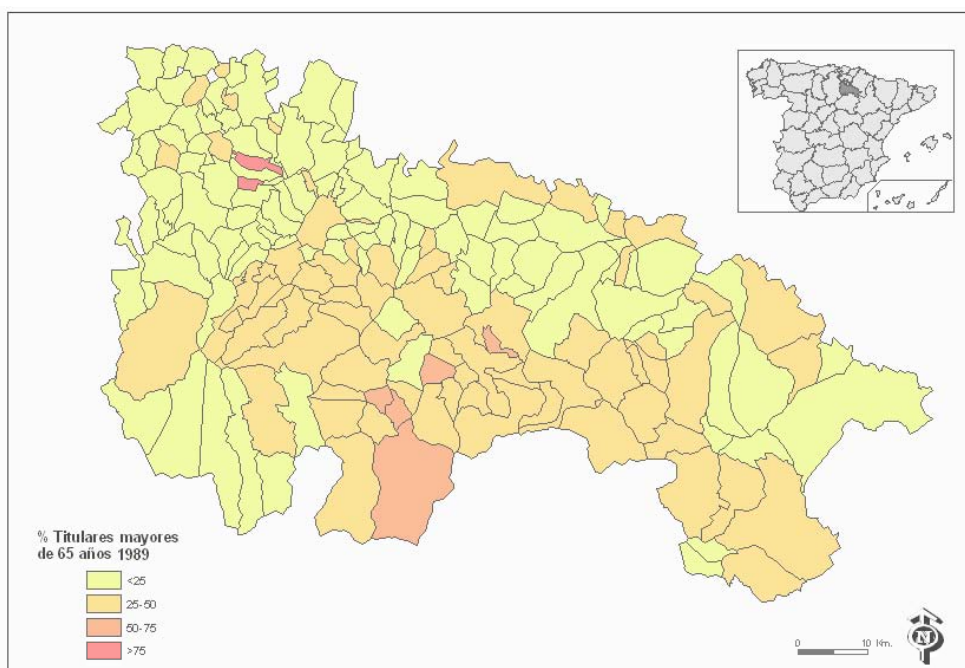 % Titulares mayores
de 65 años 1989
<25
25-50
50-75
>75
0 10 Km.
N